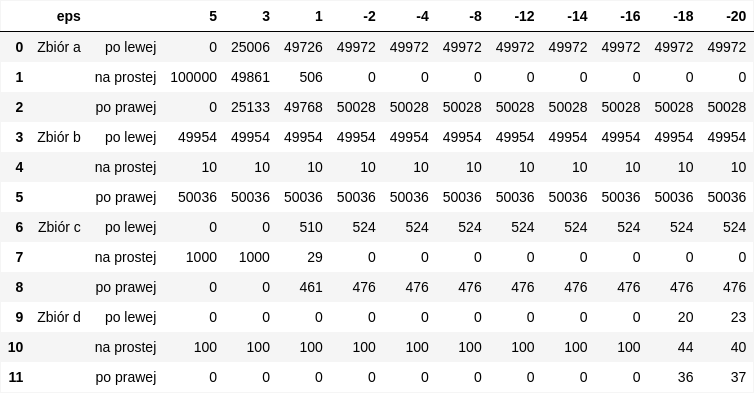 eps 5 3 1 -2 -4 -8 -12 -14 -16 -18 -20
0 Zbiór a po lewej 0 25006 49726 49972 49972 49972 49972 49972 49972 49972 49972
1 na prostej 100000 49861 506 0 0 0 0 0 0 0 0
2 po prawej 0 25133 49768 50028 50028 50028 50028 50028 50028 50028 50028
3 Zbiór b po lewej 49954 49954 49954 49954 49954 49954 49954 49954 49954 49954 49954
4 na prostej 10 10 10 10 10 10 10 10 10 10 10
5 po prawej 50036 50036 50036 50036 50036 50036 50036 50036 50036 50036 50036
6 Zbiór c po lewej 0 0 510 524 524 524 524 524 524 524 524
7 na prostej 1000 1000 29 0 0 0 0 0 0 0 0
8 po prawej 0 0 461 476 476 476 476 476 476 476 476
9 Zbiór d po lewej 0 0 0 0 0 0 0 0 0 20 23
10 na prostej 100 100 100 100 100 100 100 100 100 44 40
11 po prawej 0 0 0 0 0 0 0 0 0 36 37